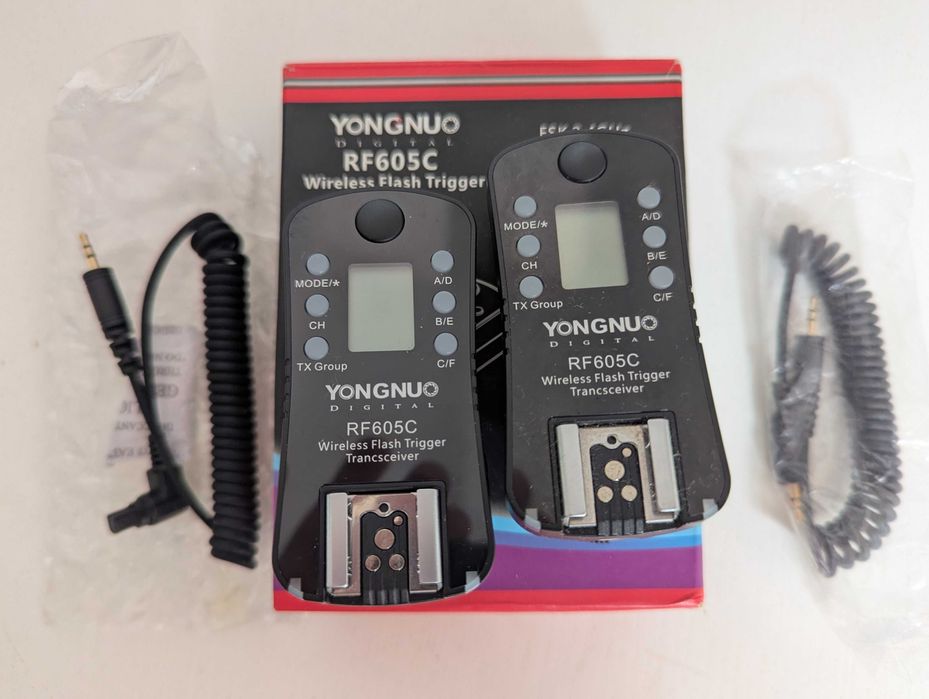 YONGNUO
DIGITAL
RF605C
Wireless Flash Trigger
MODE/*
CH
TX Group
A/D
B/E
C/F
YONGNUO
DIGITAL
RF605C
Wireless Flash Trigger
Trancsceiver
MODE/*
CH
TX Group
A/D
B/E
C/F
YONGNUO
DIGITAL
RF605C
Wireless Flash Trigger
Trancsceiver